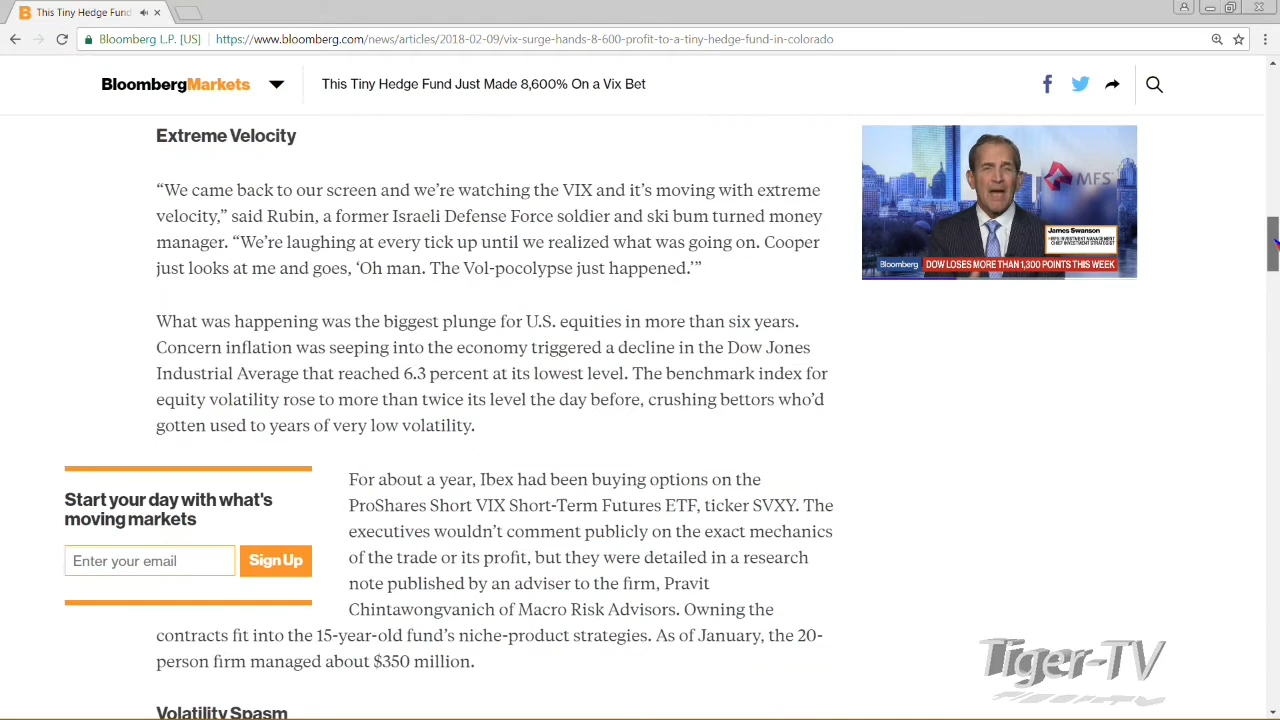 This Tiny Hedge Fund
Bloomberg L.P. [US] https://www.bloomberg.com/news/articles/2018-02-09/vix-surge-hands-8-600-profit-to-a-tiny-hedge-fund-in-colorado
BloombergMarkets
This Tiny Hedge Fund Just Made 8,600% On a Vix Bet
Extreme Velocity
“We came back to our screen and we’re watching the VIX and it’s moving with extreme
velocity,” said Rubin, a former Israeli Defense Force soldier and ski bum turned money
manager. “We’re laughing at every tick up until we realized what was going on. Cooper
just looks at me and goes, ‘Oh man. The Vol-pocolypse just happened.’”
What was happening was the biggest plunge for U.S. equities in more than six years.
Concern inflation was seeping into the economy triggered a decline in the Dow Jones
Industrial Average that reached 6.3 percent at its lowest level. The benchmark index for
equity volatility rose to more than twice its level the day before, crushing bettors who’d
gotten used to years of very low volatility.
Start your day with what's
moving markets
Enter your email
Sign Up
For about a year, Ibex had been buying options on the
ProShares Short VIX Short-Term Futures ETF, ticker SVXY. The
executives wouldn’t comment publicly on the exact mechanics
of the trade or its profit, but they were detailed in a research
note published by an adviser to the firm, Pravit
Chintawongvanich of Macro Risk Advisors. Owning the
contracts fit into the 15-year-old fund’s niche-product strategies. As of January, the 20-
person firm managed about $350 million.
Volatility Spasm
MFS
James Swanson
MFS INVESTMENT MANAGEMENT
CHIEF INVESTMENT STRATEGIST
Bloomberg
DOW LOSES MORE THAN 1,300 POINTS THIS WEEK
Tiger-TV